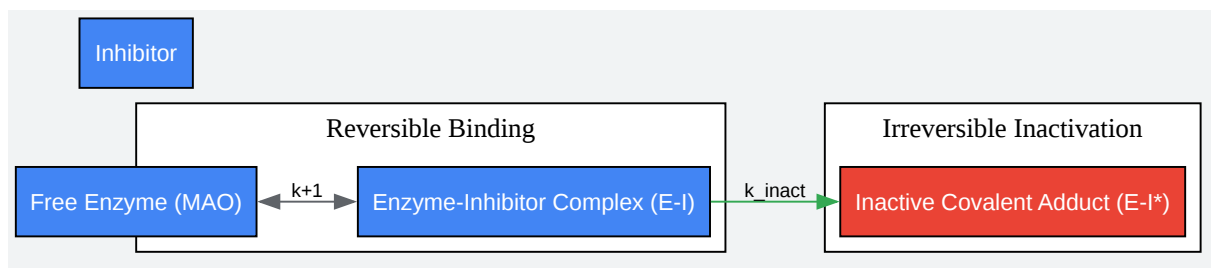 Inhibitor
Reversible Binding
Irreversible Inactivation
Free Enzyme (MAO)
k+1
Enzyme-Inhibitor Complex (E-I)
k_inact
Inactive Covalent Adduct (E-I*)